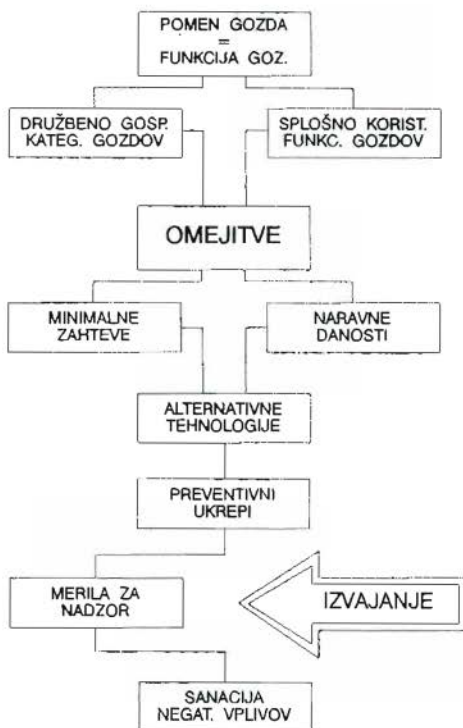 POMEN GOZDA
=
FUNKCIJA GOZ.
DRUŽBENO GOSP.
KATEG. GOZDOV
SPLOŠNO KORIST.
FUNKC. GOZDOV
OMEJITVE
MINIMALNE
ZAHTEVE
NARAVNE
DANOSTI
ALTERNATIVNE
TEHNOLOGIJE
PREVENTIVNI
UKREPI
MERILA ZA
NADZOR
IZVAJANJE
SANACIJA
NEGAT. VPLIVOV